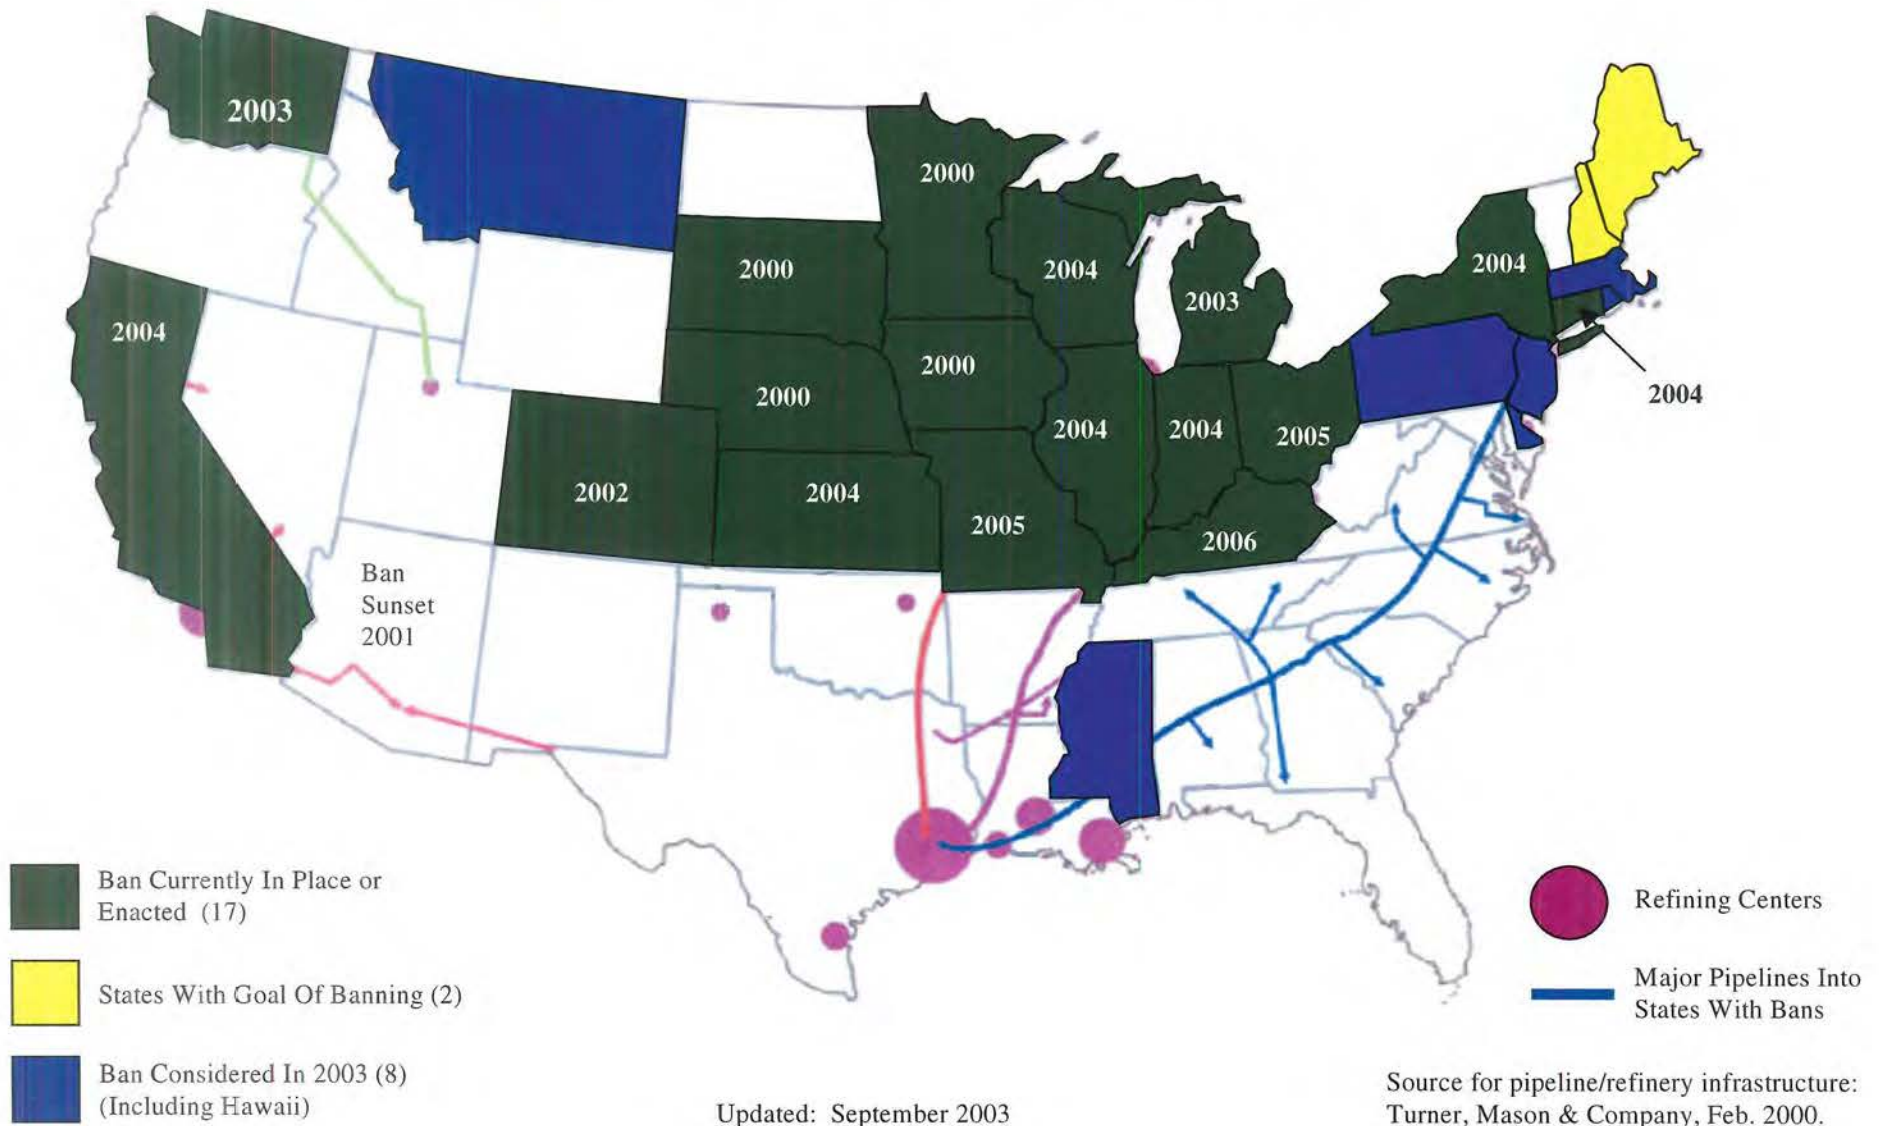 2003
2000
2004
2000
2004
2003
2004
2000
2000
2004
2004
2004
2005
2004
2002
2004
2005
2006
Ban
Sunset
2001
Ban Currently In Place or
Enacted (17)
States With Goal Of Banning (2)
Ban Considered In 2003 (8)
(Including Hawaii)
Updated: September 2003
Refining Centers
Major Pipelines Into
States With Bans
Source for pipeline/refinery infrastructure:
Turner, Mason & Company, Feb. 2000.